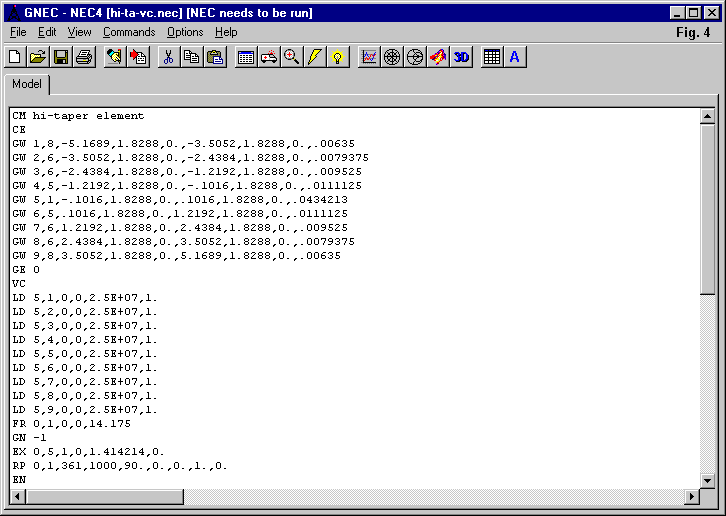 GNEC - NEC4 [hi-ta-vc.nec] [NEC needs to be run]
File Edit View Commands Options Help Fig. 4
3D A
Model
CM hi-taper element
CE
GW 1,8,-5.1689,1.8288,0.,-3.5052,1.8288,0.,.00635
GW 2,6,-3.5052,1.8288,0.,-2.4384,1.8288,0.,.0079375
GW 3,6,-2.4384,1.8288,0.,-1.2192,1.8288,0.,.009525
GW 4,5,-1.2192,1.8288,0.,-.1016,1.8288,0.,.0111125
GW 5,1,-.1016,1.8288,0.,.1016,1.8288,0.,.0434213
GW 6,5,.1016,1.8288,0.,1.2192,1.8288,0.,.0111125
GW 7,6,1.2192,1.8288,0.,2.4384,1.8288,0.,.009525
GW 8,6,2.4384,1.8288,0.,3.5052,1.8288,0.,.0079375
GW 9,8,3.5052,1.8288,0.,5.1689,1.8288,0.,.00635
GE 0
VC
LD 5,1,0,0,2.5E+07,1.
LD 5,2,0,0,2.5E+07,1.
LD 5,3,0,0,2.5E+07,1.
LD 5,4,0,0,2.5E+07,1.
LD 5,5,0,0,2.5E+07,1.
LD 5,6,0,0,2.5E+07,1.
LD 5,7,0,0,2.5E+07,1.
LD 5,8,0,0,2.5E+07,1.
LD 5,9,0,0,2.5E+07,1.
FR 0,1,0,0,14.175
GN -1
EX 0,5,1,0,1.414214,0.
RP 0,1,361,1000,90.,0.,0.,1.,0.
EN